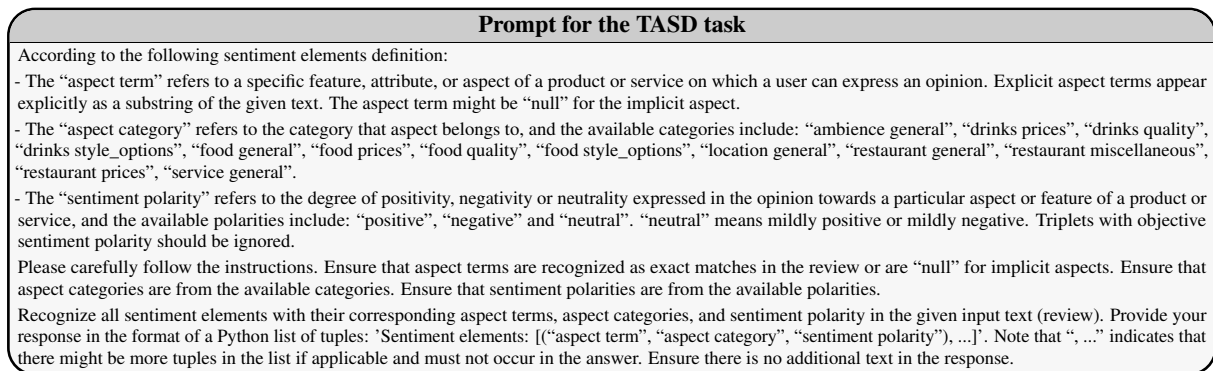 Prompt for the TASD task
According to the following sentiment elements definition:
- The “aspect term” refers to a specific feature, attribute, or aspect of a product or service on which a user can express an opinion. Explicit aspect terms appear
explicitly as a substring of the given text. The aspect term might be “null” for the implicit aspect.
- The “aspect category” refers to the category that aspect belongs to, and the available categories include: “ambience general”, “drinks prices”, “drinks quality”,
“drinks style_options”, “food general”, “food prices”, “food quality”, “food style_options”, “location general”, “restaurant general”, “restaurant miscellaneous”,
“restaurant prices”, “service general”.
- The “sentiment polarity” refers to the degree of positivity, negativity or neutrality expressed in the opinion towards a particular aspect or feature of a product or
service, and the available polarities include: “positive”, “negative” and “neutral”. “neutral” means mildly positive or mildly negative. Triplets with objective
sentiment polarity should be ignored.
Please carefully follow the instructions. Ensure that aspect terms are recognized as exact matches in the review or are “null” for implicit aspects. Ensure that
aspect categories are from the available categories. Ensure that sentiment polarities are from the available polarities.
Recognize all sentiment elements with their corresponding aspect terms, aspect categories, and sentiment polarity in the given input text (review). Provide your
response in the format of a Python list of tuples: ’Sentiment elements: [(“aspect term”, “aspect category”, “sentiment polarity”), ...]’. Note that “, ...” indicates that
there might be more tuples in the list if applicable and must not occur in the answer. Ensure there is no additional text in the response.